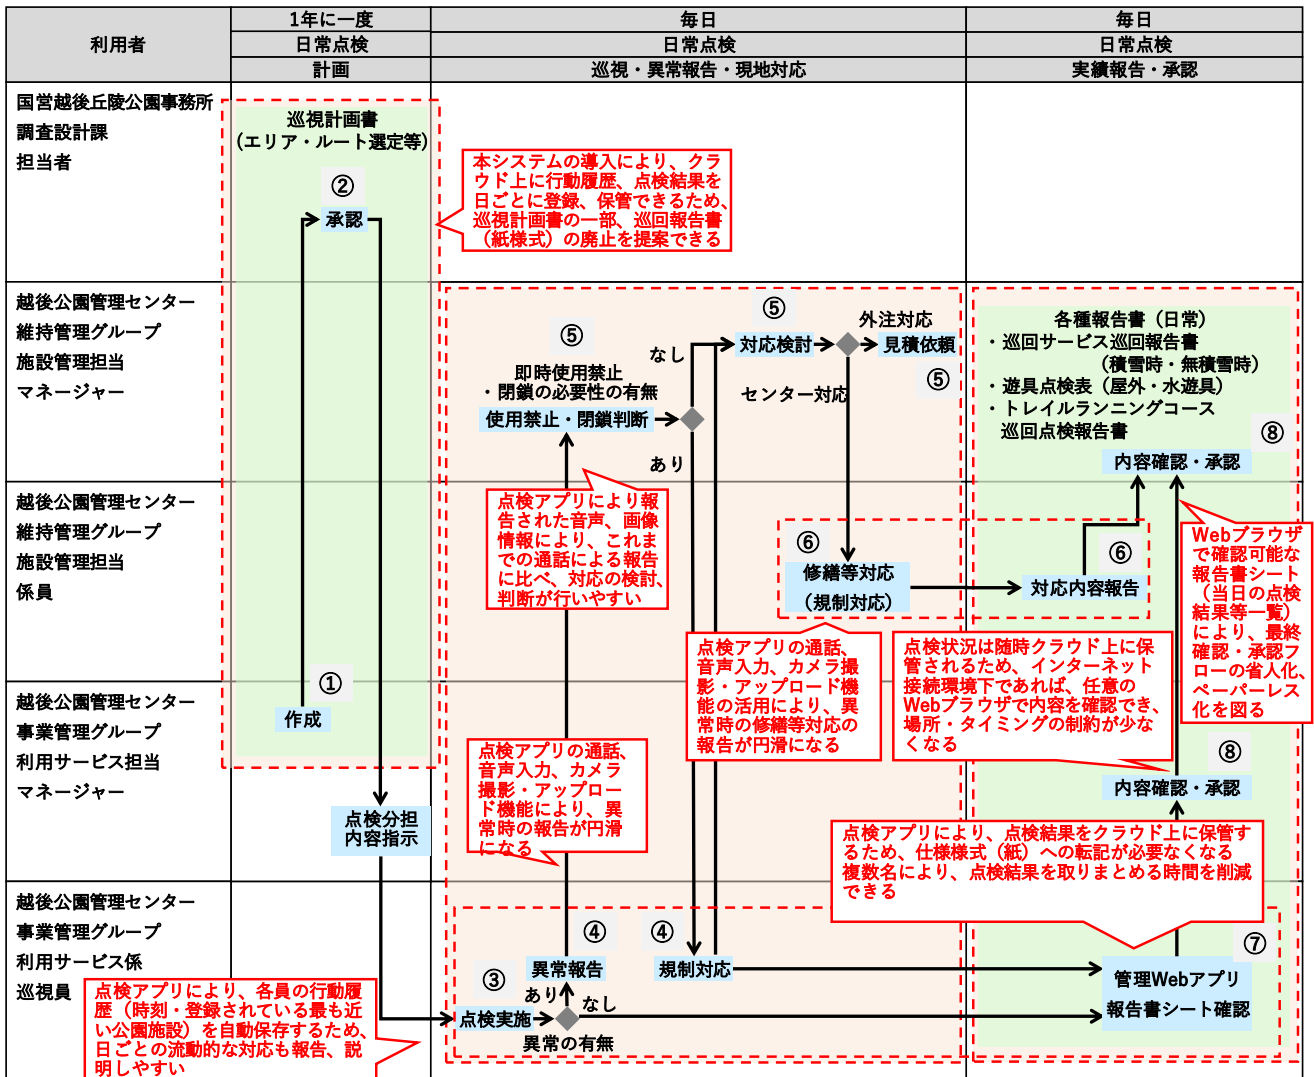 利用者
1年に一度
日常点検
計画
毎日
日常点検
巡視・異常報告・現地対応
毎日
日常点検
実績報告・承認
国営越後丘陵公園事務所
調査設計課
担当者
巡視計画書
（エリア・ルート選定等）
②
承認
本システムの導入により、クラ
ウド上に行動履歴、点検結果を
日ごとに登録、保管できるため、
巡視計画書の一部、巡回報告書
（紙様式）の廃止を提案できる
越後公園管理センター
維持管理グループ
施設管理担当
マネージャー
⑤
即時使用禁止
・閉鎖の必要性の有無
使用禁止・閉鎖判断
なし
あり
⑤
対応検討
外注対応
見積依頼
⑤
センター対応
各種報告書（日常）
・巡回サービス巡回報告書
（積雪時・無積雪時）
・遊具点検表（屋外・水遊具）
・トレイルランニングコース
巡回点検報告書
⑧
内容確認・承認
越後公園管理センター
維持管理グループ
施設管理担当
係員
点検アプリにより報
告された音声、画像
情報により、これま
での通話による報告
に比べ、対応の検討、
判断が行いやすい
⑥
修繕等対応
（規制対応）
⑥
対応内容報告
Webブラウザ
で確認可能な
報告書シート
（当日の点検
結果等一覧）
により、最終
確認・承認フ
ローの省人化、
ペーパーレス
化を図る
点検アプリの通話、
音声入力、カメラ撮
影・アップロード機
能の活用により、異
常時の修繕等対応の
報告が円滑になる
点検状況は随時クラウド上に保
管されるため、インターネット
接続環境下であれば、任意の
Webブラウザで内容を確認でき、
場所・タイミングの制約が少な
くなる
越後公園管理センター
事業管理グループ
利用サービス担当
マネージャー
①
作成
点検分担
内容指示
点検アプリの通話、
音声入力、カメラ
撮影・アップロー
ド機能により、異
常時の報告が円滑
になる
⑧
内容確認・承認
点検アプリにより、点検結果をクラウド上に保管す
るため、仕様様式（紙）への転記が必要なくなる
複数名により、点検結果を取りまとめる時間を削減
できる
越後公園管理センター
事業管理グループ
利用サービス係
巡視員
点検アプリにより、各員の行動履
歴（時刻・登録されている最も近
い公園施設）を自動保存するため、
日ごとの流動的な対応も報告、説
明しやすい
③
点検実施
④
異常報告
あり
なし
異常の有無
④
規制対応
⑦
管理Webアプリ
報告書シート確認